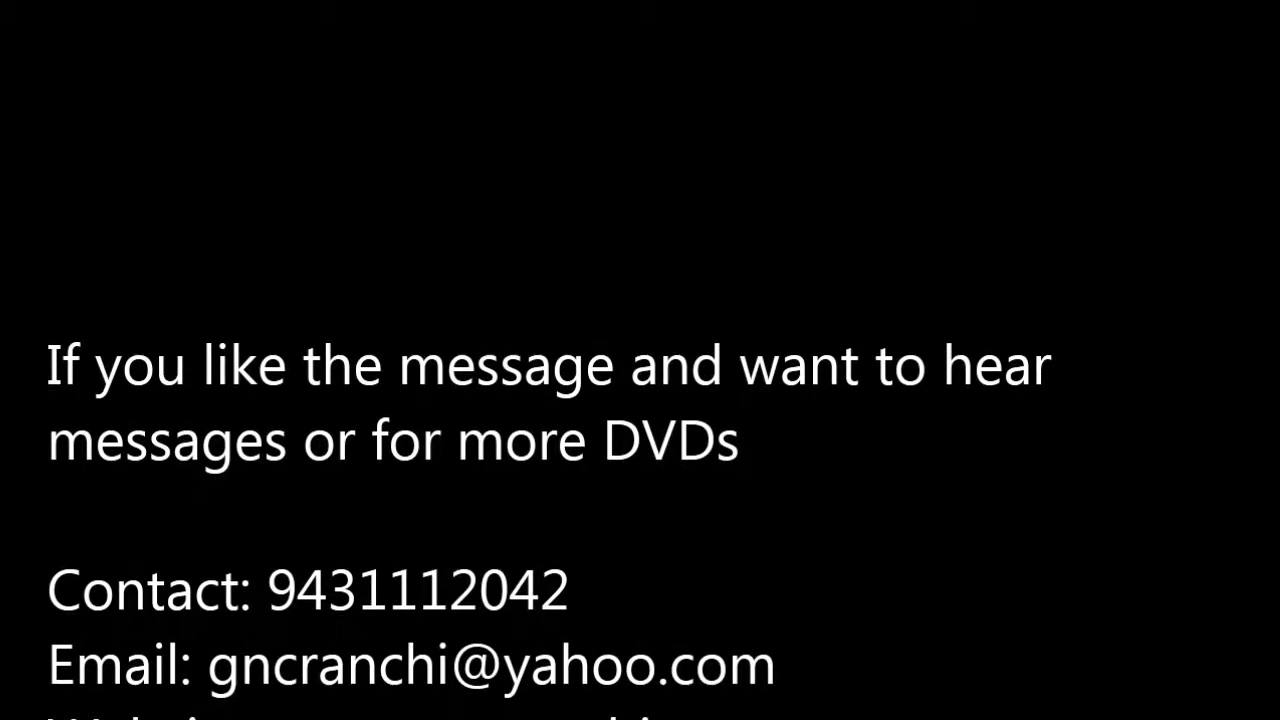 If you like the message and want to hear
messages or for more DVDs
Contact: 9431112042
Email: gncranchi@yahoo.com